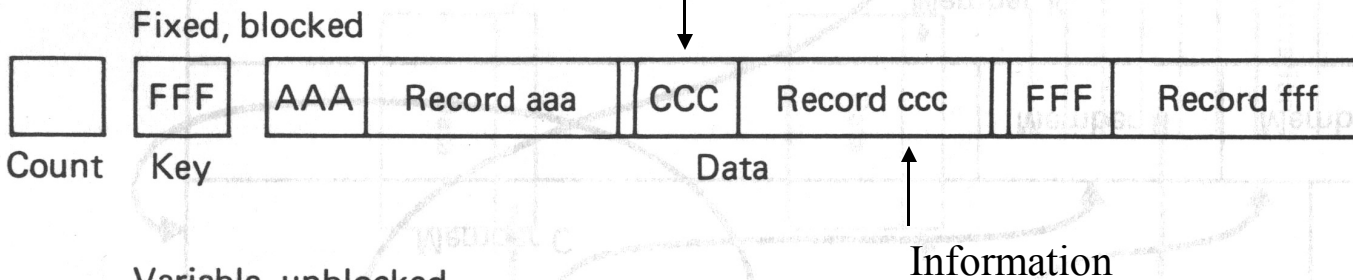 Fixed, blocked
FFF AAA Record aaa CCC Record ccc FFF Record fff
Count Key Data
Information
Variable, unblocked